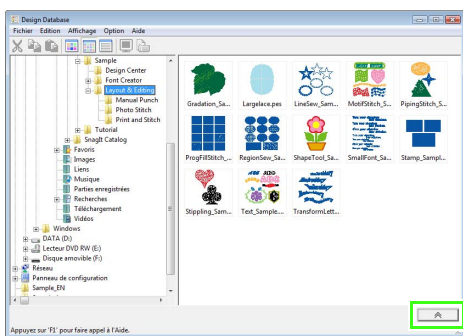 Design Database
Fichier Edition Affichage Option Aide
Sample
Design Center
Font Creator
Layout & Editing
Manual Punch
Photo Stitch
Print and Stitch
Tutorial
SnagIt Catalog
Favoris
Images
Liens
Musique
Parties enregistrées
Recherches
Téléchargement
Vidéos
Windows
DATA (D:)
Lecteur DVD RW (E:)
Disque amovible (F:)
Réseau
Panneau de configuration
Sample_EN
Gradation_Sa... Largelace.pes LineSew_Sam... MotifStitch_S... PipingStitch_S...
ProgFillStitch_... RegionSew_Sa... ShapeTool_Sa... SmallFont_Sa... Stamp_Sampl...
Stippling_Sam... Text_Sample.... TransformLett...
Appuyez sur 'F1' pour faire appel à l'Aide.